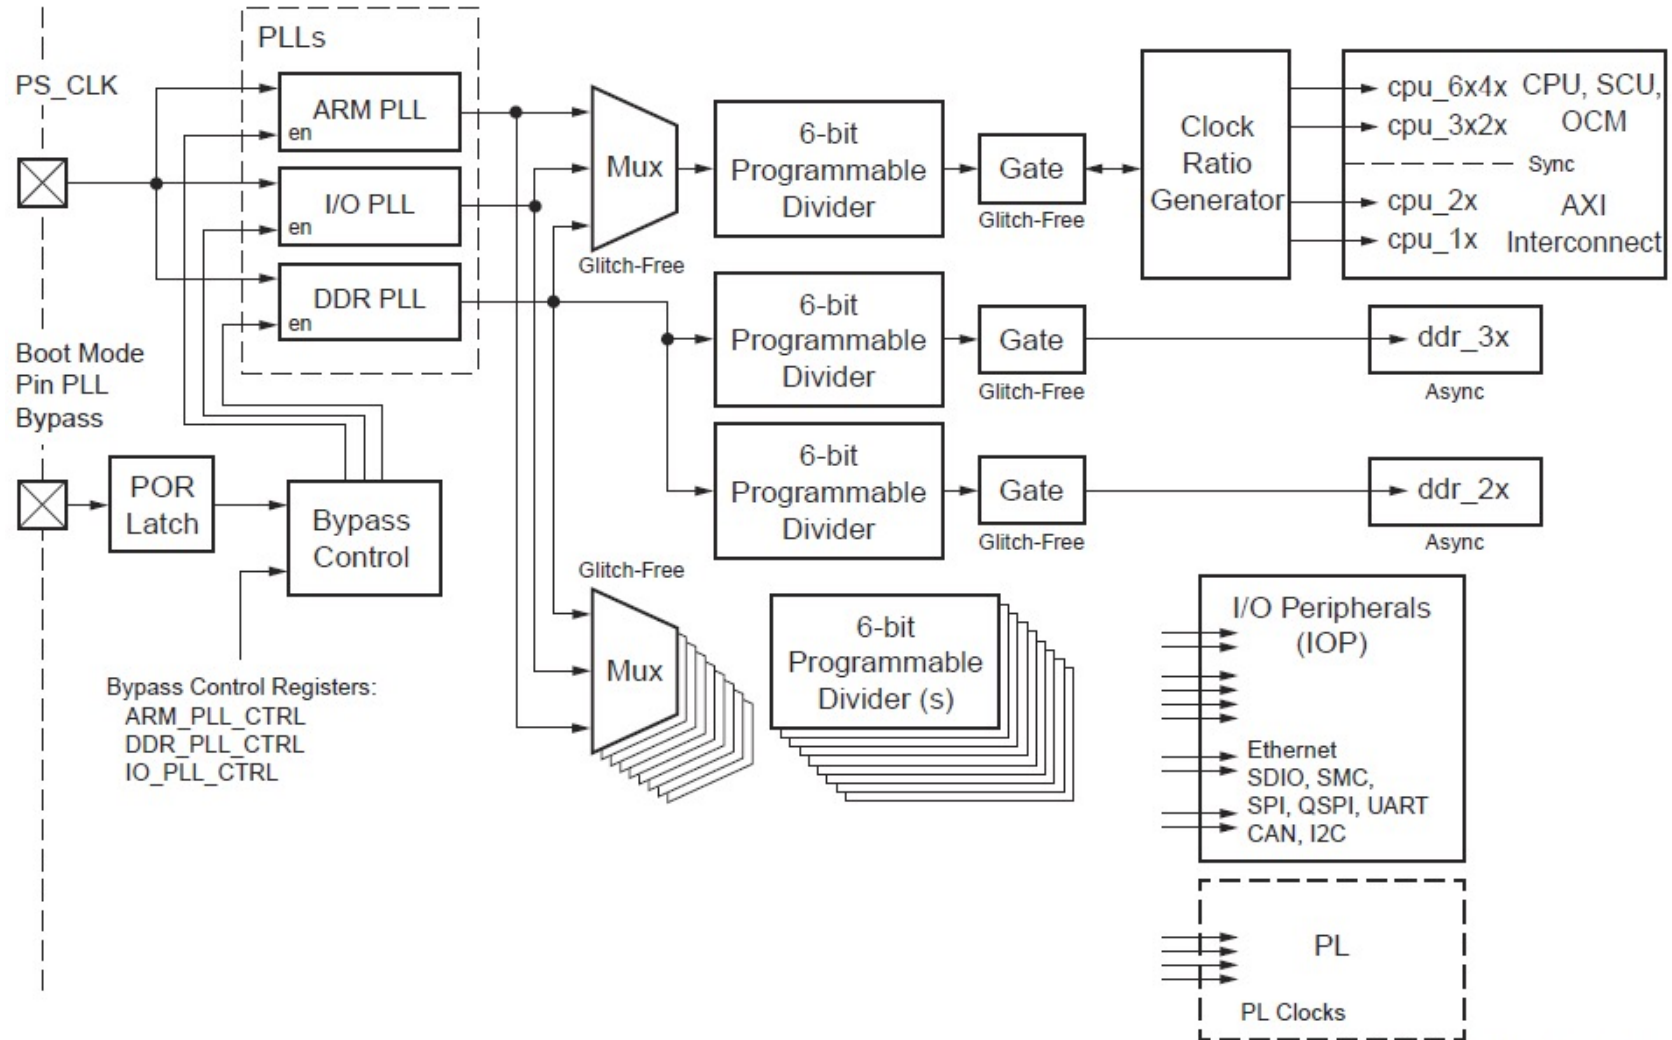 PLLs
PS_CLK
ARM PLL
en
I/O PLL
en
DDR PLL
en
Mux
Glitch-Free
6-bit
Programmable
Divider
Gate
Glitch-Free
Clock
Ratio
Generator
cpu_6x4x
cpu_3x2x
CPU, SCU,
OCM
Sync
cpu_2x
cpu_1x
AXI
Interconnect
6-bit
Programmable
Divider
Gate
Glitch-Free
ddr_3x
Async
Boot Mode
Pin PLL
Bypass
POR
Latch
Bypass
Control
6-bit
Programmable
Divider
Gate
Glitch-Free
ddr_2x
Async
Bypass Control Registers:
ARM_PLL_CTRL
DDR_PLL_CTRL
IO_PLL_CTRL
Glitch-Free
Mux
6-bit
Programmable
Divider (s)
I/O Peripherals
(IOP)
Ethernet
SDIO, SMC,
SPI, QSPI, UART
CAN, I2C
PL
PL Clocks